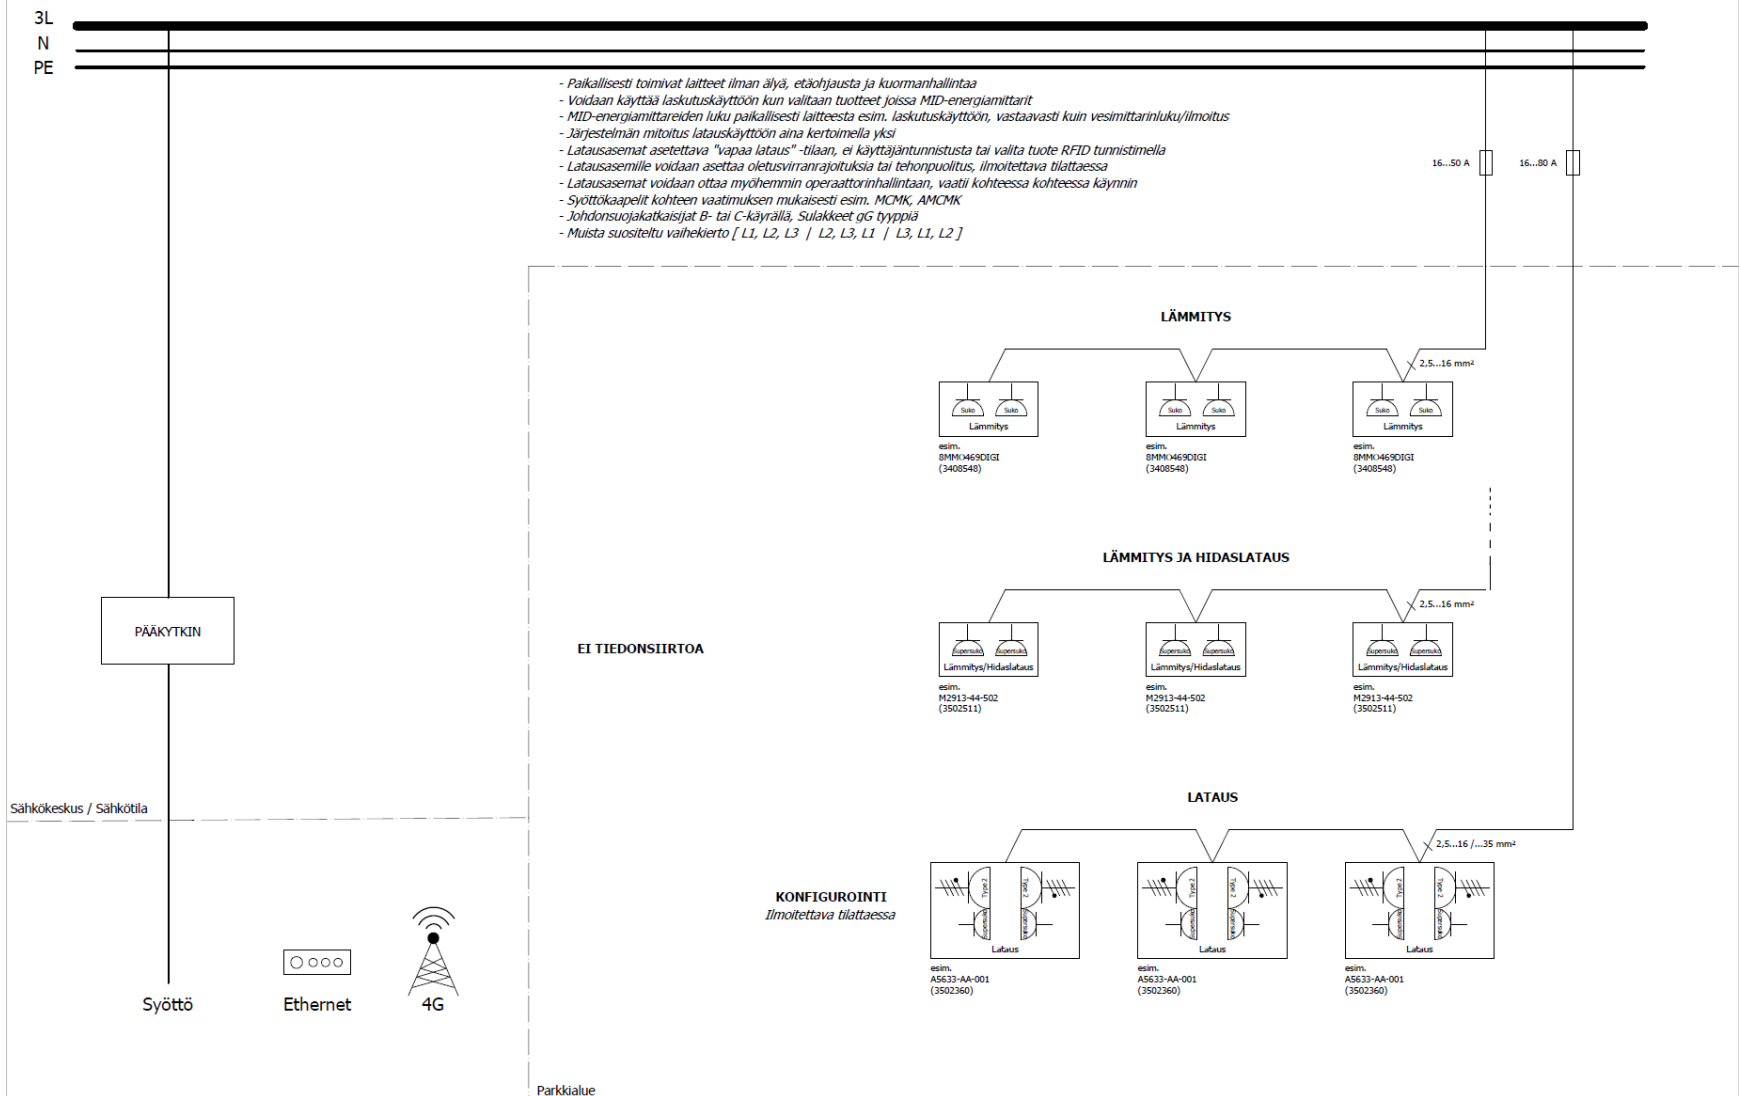 3L
N
PE
- Paikallisesti toimivat laitteet ilman älyä, etäohjausta ja kuormanhallintaa
- Voidaan käyttää laskutuskäyttöön kun valitaan tuotteet joissa MID-energiamittarit
- MID-energiamittareiden luku paikallisesti laitteesta esim. laskutuskäyttöön, vastaavasti kuin vesimittarinluku/ilmoitus
- Järjestelmän mitoitus latauskäyttöön aina kertoimella yksi
- Latausasemat asetettava "vapaa lataus" -tilaan, ei käyttäjäntunnistusta tai valita tuote RFID tunnistimella
- Latausasemille voidaan asettaa oletusvirranrajoituksia tai tehonpuolitus, ilmoitettava tilattaessa
- Latausasemat voidaan ottaa myöhemmin operaattorinhallintaan, vaatii kohteessa kohteessa käynnin
- Syöttökaapelit kohteen vaatimuksen mukaisesti esim. MCMK, AMCMK
- Johdonsuojakatkaisijat B- tai C-käyrällä, Sulakkeet gG tyyppiä
- Muista suositeltu vaihekierto [ L1, L2, L3 | L2, L3, L1 | L3, L1, L2 ]
16...50 A 16...80 A
LÄMMITYS
2,5...16 mm²
Suko Suko Suko Suko Suko Suko
Lämmitys Lämmitys Lämmitys
esim. esim. esim.
8MMO469DIGI 8MMO469DIGI 8MMO469DIGI
(3408548) (3408548) (3408548)
LÄMMITYS JA HIDASLATAUS
2,5...16 mm²
PÄÄKYTKIN
EI TIEDONSIIRTOA
Supersuko Supersuko Supersuko Supersuko Supersuko Supersuko
Lämmitys/Hidaslataus Lämmitys/Hidaslataus Lämmitys/Hidaslataus
esim. esim. esim.
M2913-44-502 M2913-44-502 M2913-44-502
(3502511) (3502511) (3502511)
LATAUS
Sähkökeskus / Sähkötila
2,5...16 /...35 mm²
KONFIGUROINTI
Ilmoitettava tilattaessa
Type 2 Type 2 Type 2 Type 2 Type 2 Type 2
Supersuko Supersuko Supersuko Supersuko Supersuko Supersuko
Lataus Lataus Lataus
esim. esim. esim.
A5633-AA-001 A5633-AA-001 A5633-AA-001
(3502360) (3502360) (3502360)
Syöttö Ethernet 4G
Parkkialue